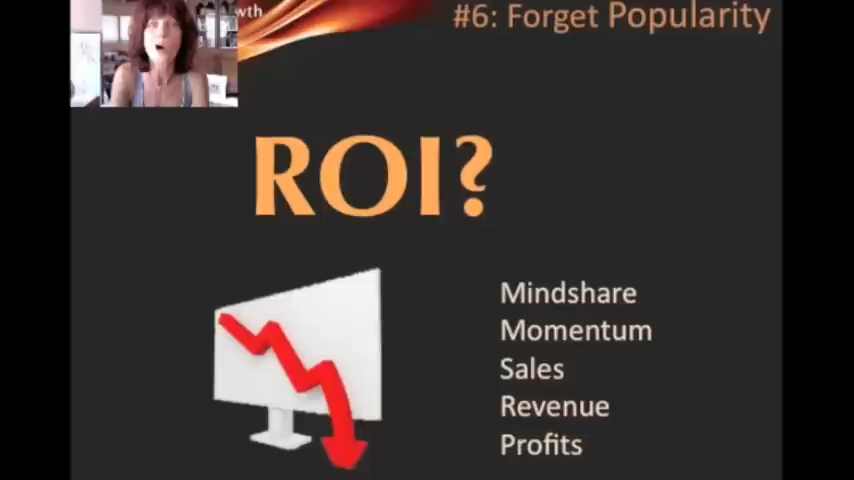 #6: Forget Popularity
ROI?
Mindshare
Momentum
Sales
Revenue
Profits